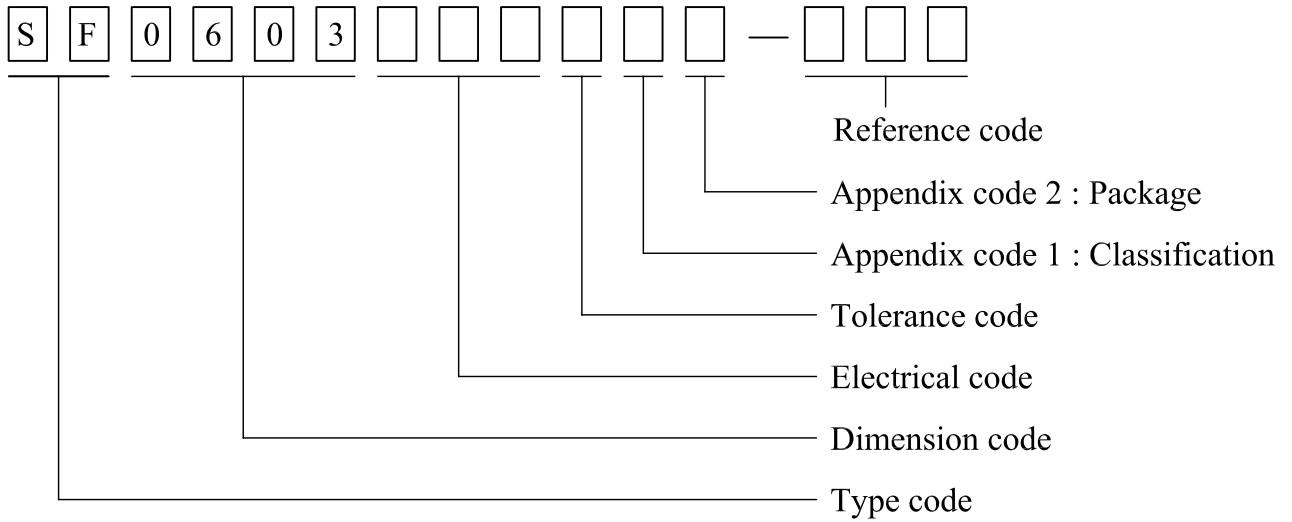 S F 0 6 0 3 —
Reference code
Appendix code 2 : Package
Appendix code 1 : Classification
Tolerance code
Electrical code
Dimension code
Type code